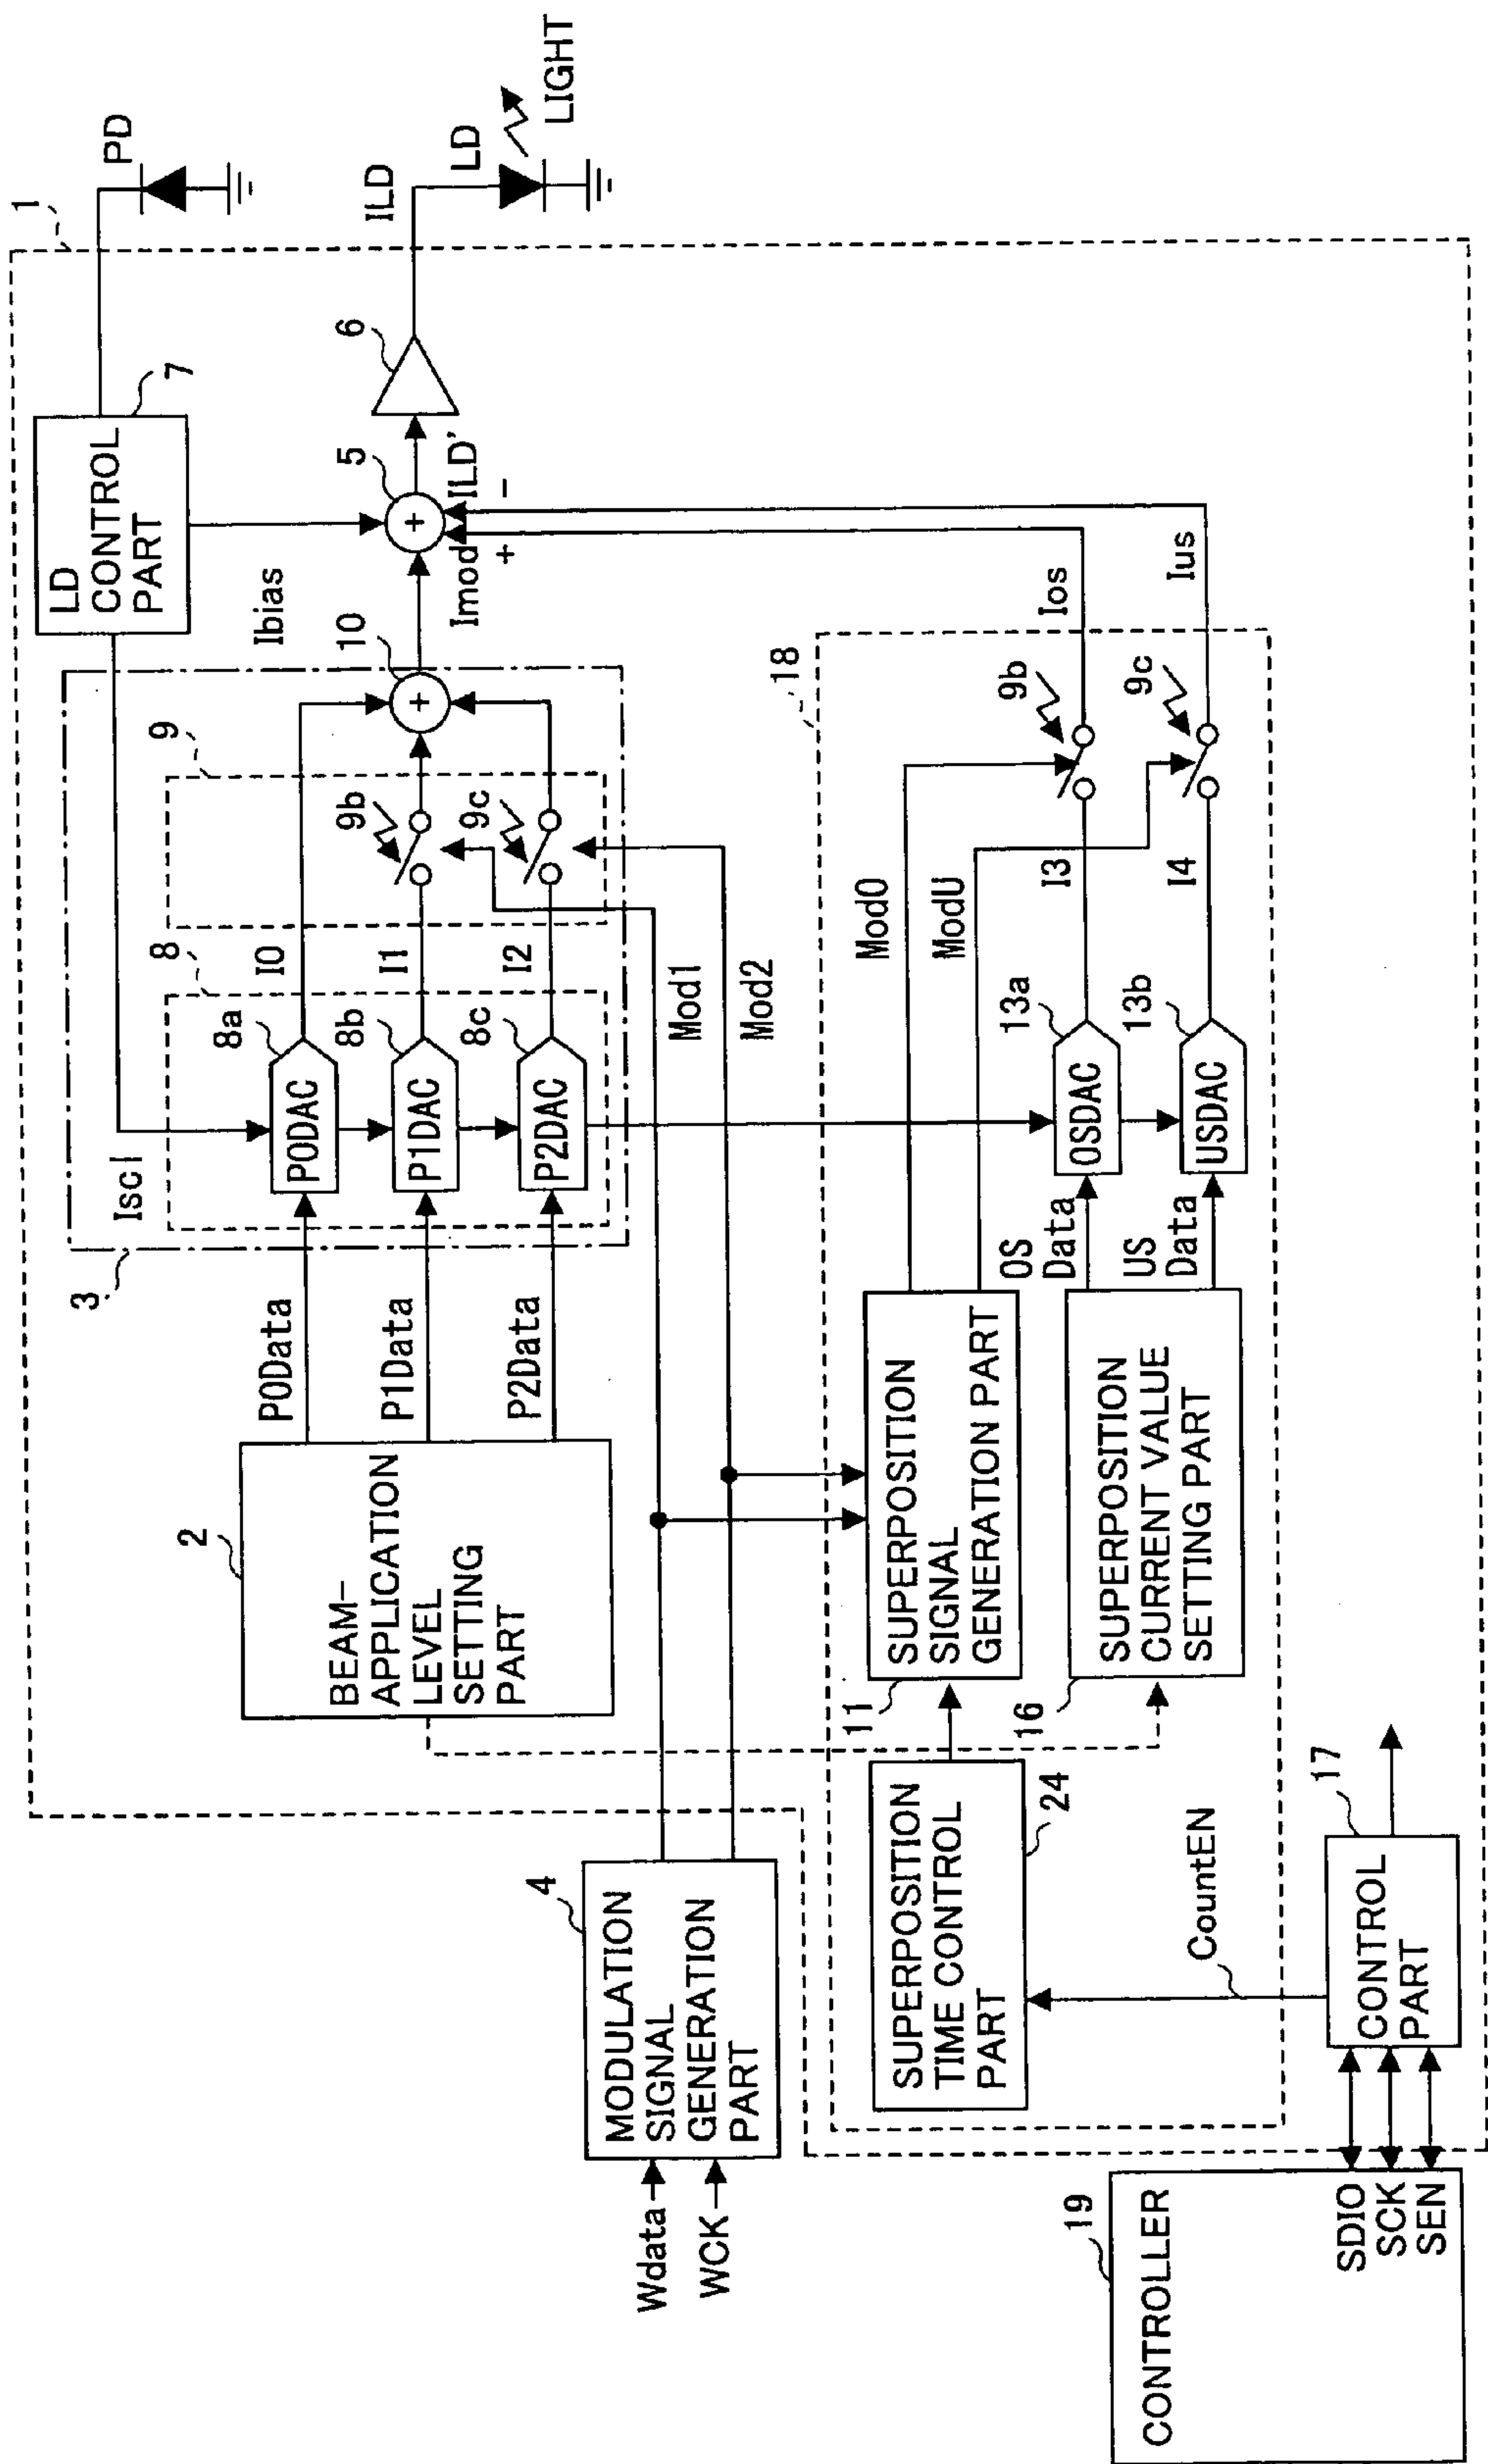 1
PD
LD
CONTROL
PART
7
ILD
LD
LIGHT
6
5
ILD'
+
-
+
Imod
Ibias
10
+
9
9b
9c
8
I0
I1
I2
8a
8b
8c
P0DAC
P1DAC
P2DAC
Iscl
3
P0Data
P1Data
P2Data
2
BEAM-
APPLICATION
LEVEL
SETTING
PART
Mod1
Mod2
4
MODULATION
SIGNAL
GENERATION
PART
Wdata
WCK
18
Ios
Ius
9b
9c
ModO
ModU
I3
I4
13a
13b
OSDAC
USDAC
OS
Data
US
Data
SUPERPOSITION
SIGNAL
GENERATION PART
11
SUPERPOSITION
CURRENT VALUE
SETTING PART
16
SUPERPOSITION
TIME CONTROL
PART
24
CountEN
17
CONTROL
PART
19
CONTROLLER
SDIO
SCK
SEN